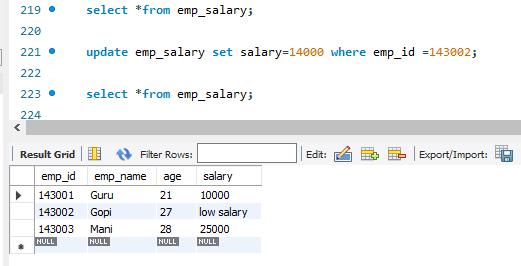 219 select *from emp_salary;
220
221 update emp_salary set salary=14000 where emp_id =143002;
222
223 select *from emp_salary;
224
Result Grid Filter Rows: Edit: Export/Import:
emp_id emp_name age salary
143001 Guru 21 10000
143002 Gopi 27 low salary
143003 Mani 28 25000
NULL NULL NULL NULL